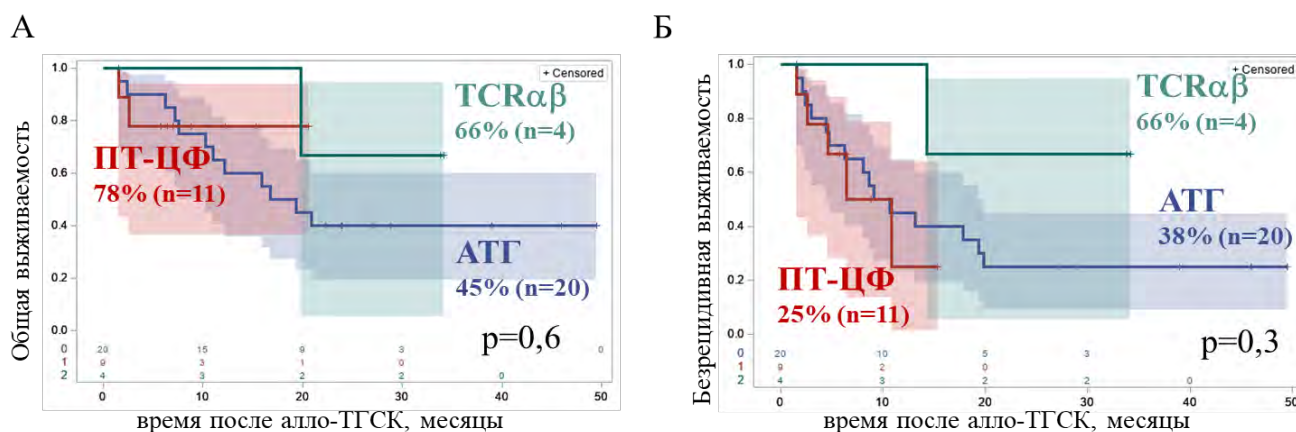 А
Общая выживаемость
1.0
0.8
0.6
0.4
0.2
0.0
+ Censored
TCRαβ
66% (n=4)
ПТ-ЦФ
78% (n=11)
АТГ
45% (n=20)
p=0,6
0 20 15 9 3 0
1 9 3 1 0
2 4 3 2 2 0
0 10 20 30 40 50
время после алло-ТГСК, месяцы
Б
Безрецидивная выживаемость
1.0
0.8
0.6
0.4
0.2
0.0
+ Censored
TCRαβ
66% (n=4)
АТГ
38% (n=20)
ПТ-ЦФ
25% (n=11)
p=0,3
0 20 10 5 3
1 9 2 0
2 4 3 2 2 0
0 10 20 30 40 50
время после алло-ТГСК, месяцы